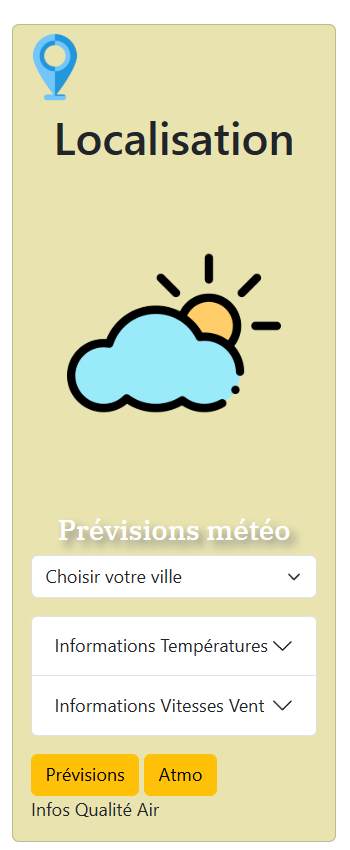 Localisation
Prévisions météo
Choisir votre ville
Informations Températures
Informations Vitesses Vent
Prévisions Atmo
Infos Qualité Air